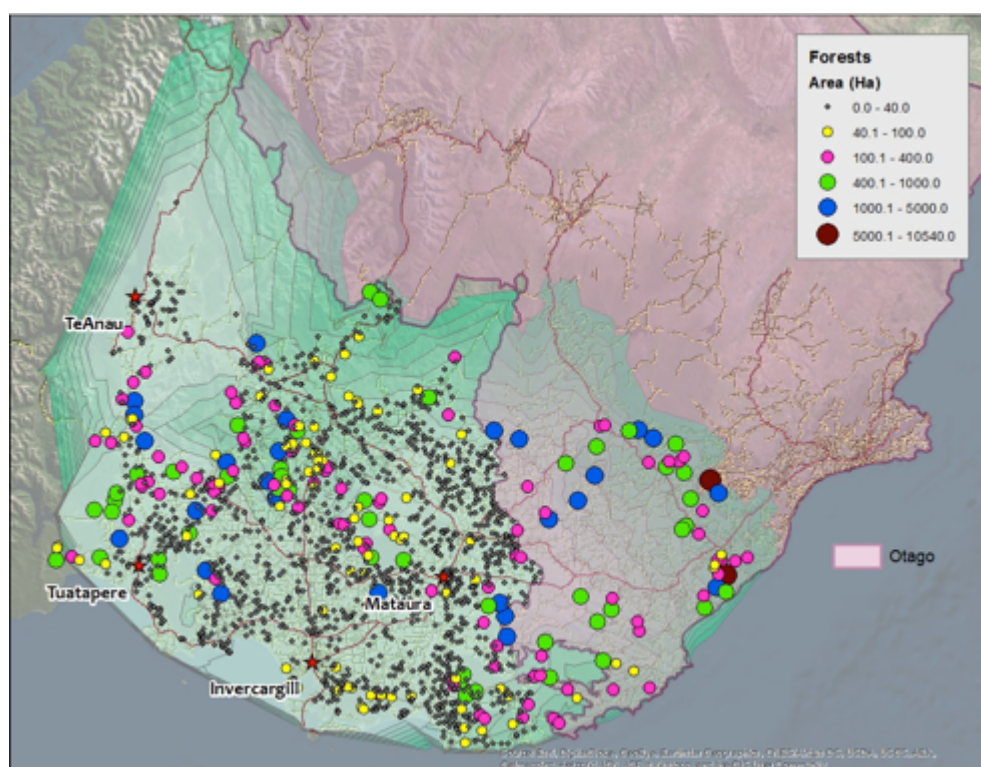 Forests
Area (Ha)
0.0 - 40.0
40.1 - 100.0
100.1 - 400.0
400.1 - 1000.0
1000.1 - 5000.0
5000.1 - 10540.0
TeAnau
Otago
Tuatapere
Mataura
Invercargill